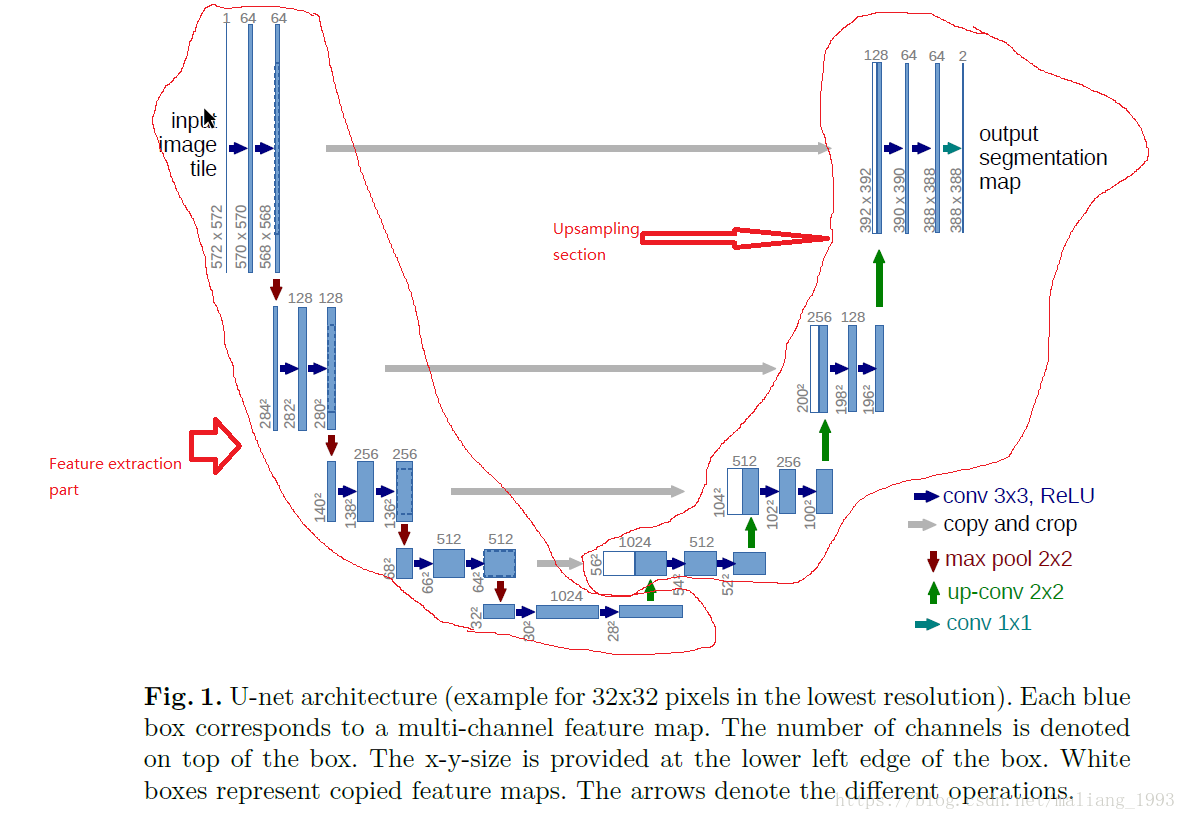 1 64 64
128 64 64 2
input
image
tile
output
segmentation
map
572 x 572
570 x 570
568 x 568
392 x 392
390 x 390
388 x 388
388 x 388
Upsampling
section
128 128
256 128
284²
282²
280²
200²
198²
196²
Feature extraction
part
256 256
512 256
140²
138²
136²
104²
102²
100²
512 512
1024 512
68²
66²
64²
56²
54²
52²
1024
32²
30²
28²
conv 3x3, ReLU
copy and crop
max pool 2x2
up-conv 2x2
conv 1x1
Fig. 1. U-net architecture (example for 32x32 pixels in the lowest resolution). Each blue
box corresponds to a multi-channel feature map. The number of channels is denoted
on top of the box. The x-y-size is provided at the lower left edge of the box. White
boxes represent copied feature maps. The arrows denote the different operations.
https://blog.csdn.net/maliang_1993